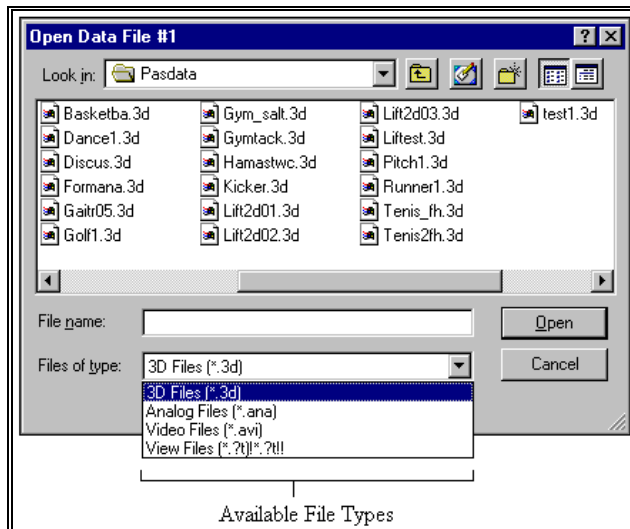 Open Data File #1
Look in: Pasdata
Basketba.3d Gym_salt.3d Lift2d03.3d test1.3d
Dance1.3d Gymtack.3d Liftest.3d
Discus.3d Hamastwc.3d Pitch1.3d
Formana.3d Kicker.3d Runner1.3d
Gaitr05.3d Lift2d01.3d Tenis_fh.3d
Golf1.3d Lift2d02.3d Tenis2fh.3d
File name: Open
Files of type: 3D Files (*.3d) Cancel
3D Files (*.3d)
Analog Files (*.ana)
Video Files (*.avi)
View Files (*.?t)!*.?t!!
Available File Types